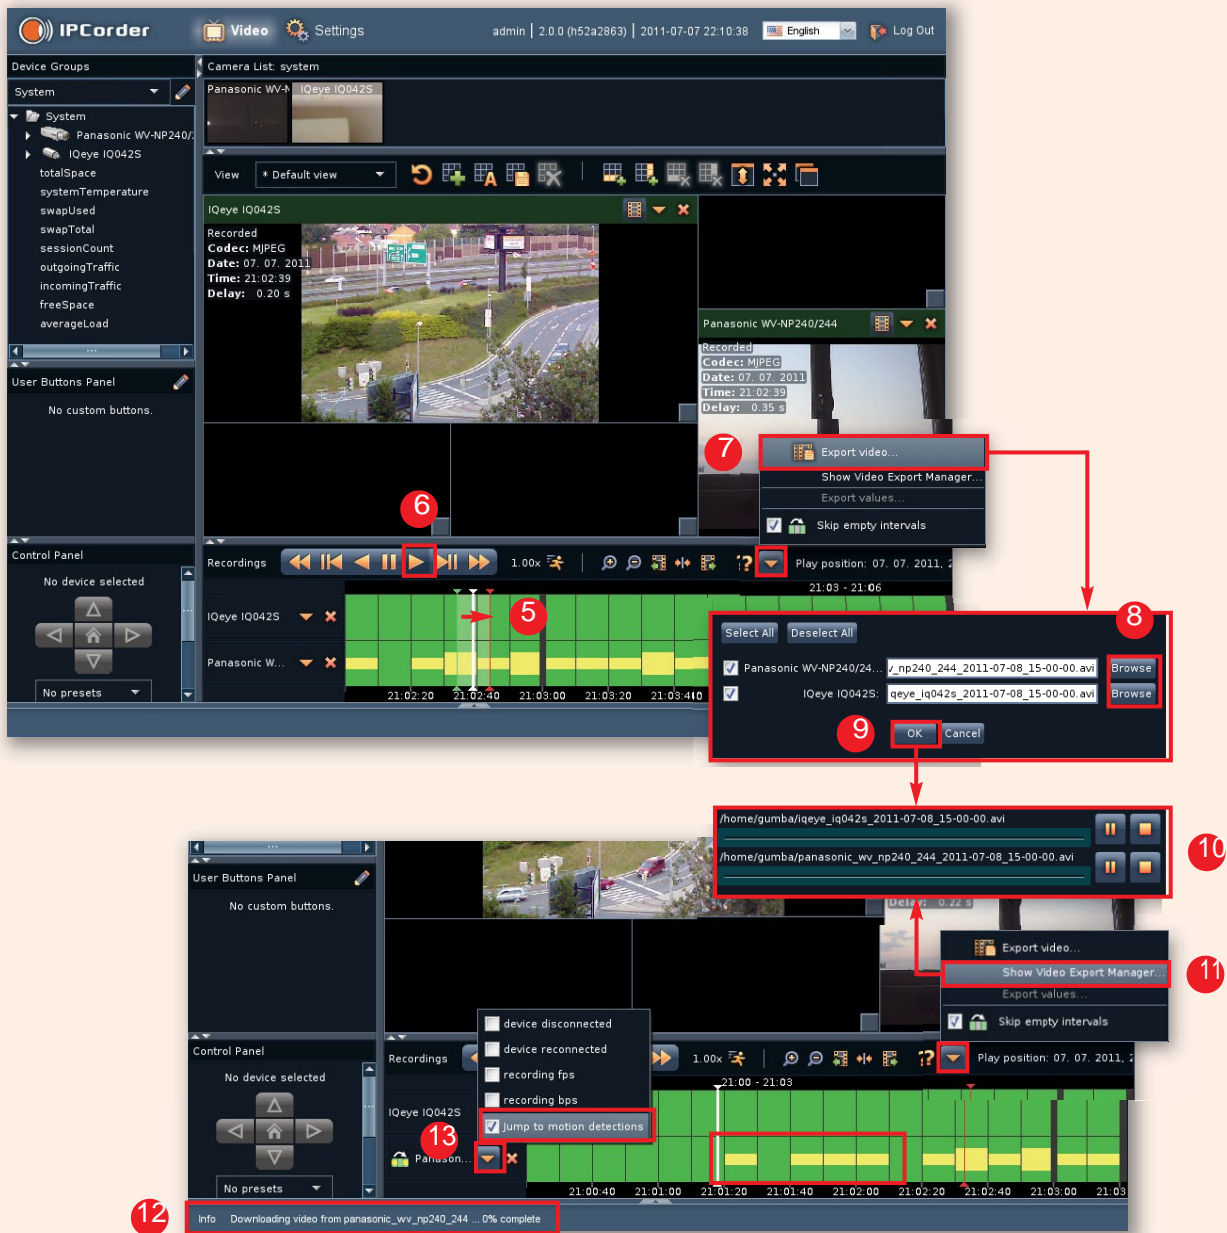 IPCorder
Video
Settings
admin | 2.0.0 (h52a2863) | 2011-07-07 22:10:38
English
Log Out
Device Groups
Camera List: system
System
Panasonic WV-N
IQeye IQ042S
System
Panasonic WV-NP240/
IQeye IQ042S
totalSpace
systemTemperature
swapUsed
swapTotal
sessionCount
outgoingTraffic
incomingTraffic
freeSpace
averageLoad
View
* Default view
IQeye IQ042S
Recorded
Codec: MJPEG
Date: 07. 07. 2011
Time: 21:02:39
Delay: 0.20 s
Panasonic WV-NP240/244
Recorded
Codec: MJPEG
Date: 07. 07. 2011
Time: 21:02:39
Delay: 0.35 s
User Buttons Panel
No custom buttons.
7
Export video...
Show Video Export Manager...
Export values...
Skip empty intervals
6
Control Panel
No device selected
No presets
Recordings
1.00x
Play position: 07. 07. 2011, 2
21:03 - 21:06
IQeye IQ042S
5
Panasonic W...
21:02:20 21:02:40 21:03:00 21:03:20 21:03:40
8
Select All
Deselect All
Panasonic WV-NP240/24...
v_np240_244_2011-07-08_15-00-00.avi
Browse
IQeye IQ042S:
qeye_iq042s_2011-07-08_15-00-00.avi
Browse
9
OK
Cancel
/home/gumba/iqeye_iq042s_2011-07-08_15-00-00.avi
/home/gumba/panasonic_wv_np240_244_2011-07-08_15-00-00.avi
10
User Buttons Panel
No custom buttons.
Delay: 0.22 s
Export video...
Show Video Export Manager...
Export values...
Skip empty intervals
11
device disconnected
device reconnected
recording fps
recording bps
Jump to motion detections
Control Panel
No device selected
No presets
Recordings
1.00x
Play position: 07. 07. 2011, 2
21:00 - 21:03
IQeye IQ042S
13
Panason...
21:00:40 21:01:00 21:01:20 21:01:40 21:02:00 21:02:20 21:02:40 21:03:00 21:03
12
Info
Downloading video from panasonic_wv_np240_244 ... 0% complete